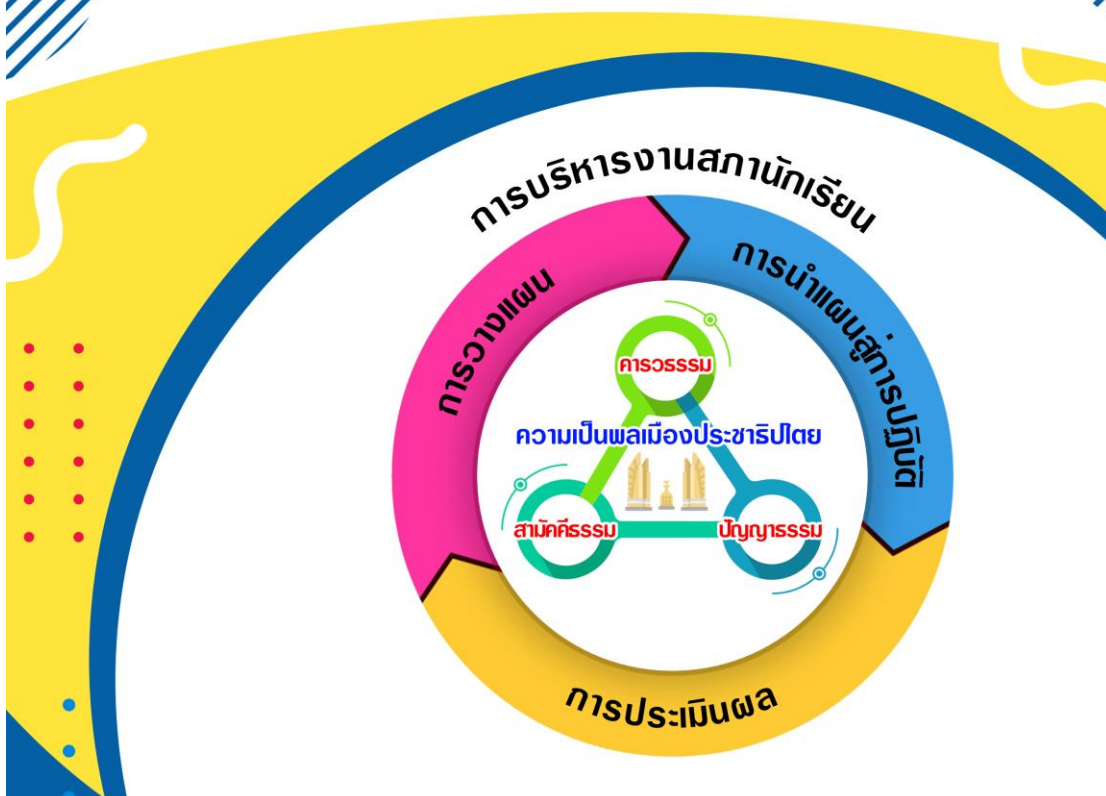 การบริหารงานสภานักเรียน
การวางแผน
การนำแผนสู่การปฏิบัติ
คารวธรรม
ความเป็นพลเมืองประชาธิปไตย
สามัคคีธรรม
ปัญญาธรรม
การประเมินผล